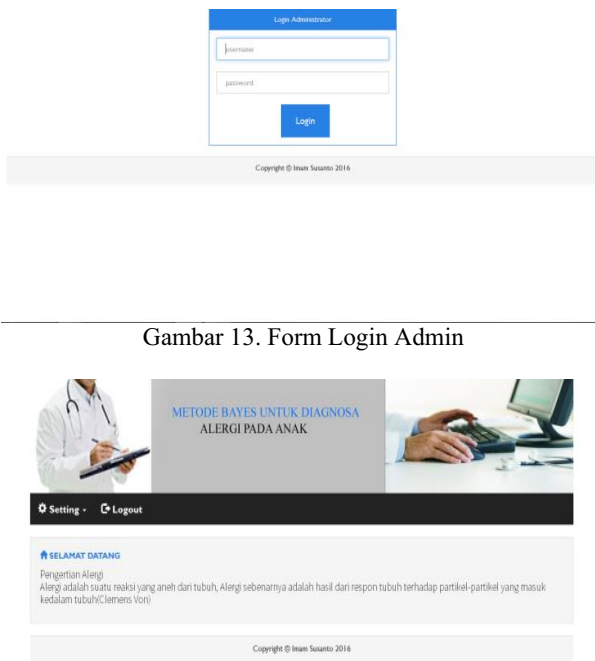 Login Administrator
username
password
Login
Copyright © Imam Susanto 2016
Gambar 13. Form Login Admin
METODE BAYES UNTUK DIAGNOSA
ALERGI PADA ANAK
Setting
Logout
SELAMAT DATANG
Pengertian Alergi
Alergi adalah suatu reaksi yang aneh dari tubuh, Alergi sebenarnya adalah hasil dari respon tubuh terhadap partikel-partikel yang masuk
kedalam tubuh(Clemens Von)
Copyright © Imam Susanto 2016